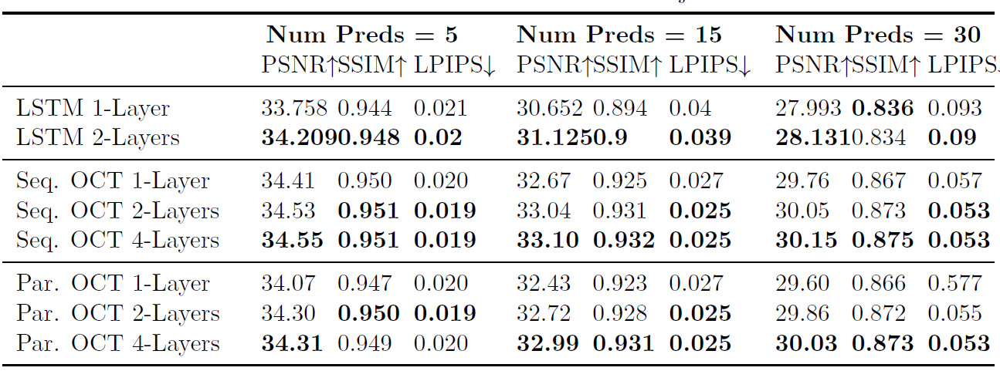 Num Preds = 5 Num Preds = 15 Num Preds = 30
PSNR↑ SSIM↑ LPIPS↓ PSNR↑ SSIM↑ LPIPS↓ PSNR↑ SSIM↑ LPIPS↓
LSTM 1-Layer 33.758 0.944 0.021 30.652 0.894 0.04 27.993 0.836 0.093
LSTM 2-Layers 34.209 0.948 0.02 31.125 0.9 0.039 28.131 0.834 0.09
Seq. OCT 1-Layer 34.41 0.950 0.020 32.67 0.925 0.027 29.76 0.867 0.057
Seq. OCT 2-Layers 34.53 0.951 0.019 33.04 0.931 0.025 30.05 0.873 0.053
Seq. OCT 4-Layers 34.55 0.951 0.019 33.10 0.932 0.025 30.15 0.875 0.053
Par. OCT 1-Layer 34.07 0.947 0.020 32.43 0.923 0.027 29.60 0.866 0.577
Par. OCT 2-Layers 34.30 0.950 0.019 32.72 0.928 0.025 29.86 0.872 0.055
Par. OCT 4-Layers 34.31 0.949 0.020 32.99 0.931 0.025 30.03 0.873 0.053